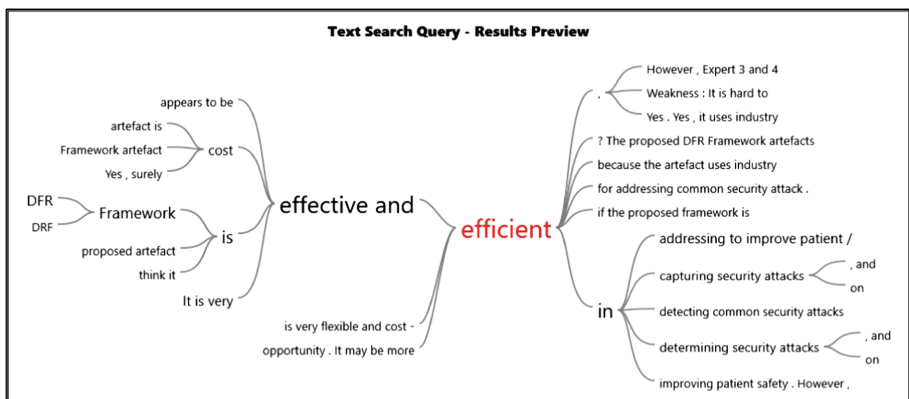 Text Search Query - Results Preview
appears to be
artefact is
Framework artefact
Yes , surely
cost
DFR
DRF
Framework
proposed artefact
think it
is
It is very
effective and
is very flexible and cost -
opportunity . It may be more
efficient
.
However , Expert 3 and 4
Weakness : It is hard to
Yes . Yes , it uses industry
? The proposed DFR Framework artefacts
because the artefact uses industry
for addressing common security attack .
if the proposed framework is
in
addressing to improve patient /
capturing security attacks
, and
on
detecting common security attacks
determining security attacks
, and
on
improving patient safety . However ,